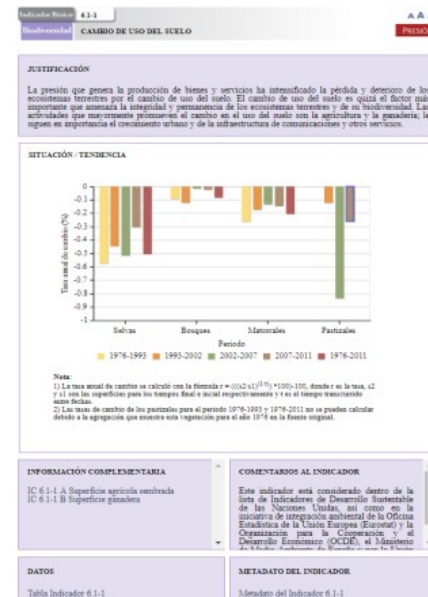 Indicador Básico 6.1-1
A A A
Biodiversidad CAMBIO DE USO DEL SUELO
PRESIÓN
JUSTIFICACIÓN
La presión que genera la producción de bienes y servicios ha intensificado la pérdida y deterioro de los
ecosistemas terrestres por el cambio de uso del suelo. El cambio de uso del suelo es quizá el factor más
importante que amenaza la integridad y permanencia de los ecosistemas terrestres y de su biodiversidad. Las
actividades que mayormente promueven el cambio en el uso del suelo son la agricultura y la ganadería; le
siguen en importancia el crecimiento urbano y de la infraestructura de comunicaciones y otros servicios.
SITUACIÓN / TENDENCIA
Tasa anual de cambio (%)
0
-0.1
-0.2
-0.3
-0.4
-0.5
-0.6
-0.7
-0.8
-0.9
-1
Selvas Bosques Matorrales Pastizales
Periodo
1976-1993 1993-2002 2002-2007 2007-2011 1976-2011
Nota:
1) La tasa anual de cambio se calculó con la fórmula r = (((s2/s1)^(1/t)) *100)-100, donde r es la tasa, s2
y s1 son las superficies para los tiempos final e inicial respectivamente y t es el tiempo transcurrido
entre fechas.
2) Las tasas de cambio de los pastizales para el periodo 1976-1993 y 1976-2011 no se pueden calcular
debido a la agregación que muestra esta vegetación para el año 1976 en la fuente original.
INFORMACIÓN COMPLEMENTARIA
IC 6.1-1 A Superficie agrícola sembrada
IC 6.1-1 B Superficie ganadera
COMENTARIOS AL INDICADOR
Este indicador está considerado dentro de la
lista de Indicadores de Desarrollo Sustentable
de las Naciones Unidas, así como en la
iniciativa de integración ambiental de la Oficina
Estadística de la Unión Europea (Eurostat) y la
Organización para la Cooperación y el
Desarrollo Económico (OCDE), el Ministerio
de Medio Ambiente de España y por la Unión
DATOS
Tabla Indicador 6.1-1
METADATO DEL INDICADOR
Metadato del Indicador 6.1-1